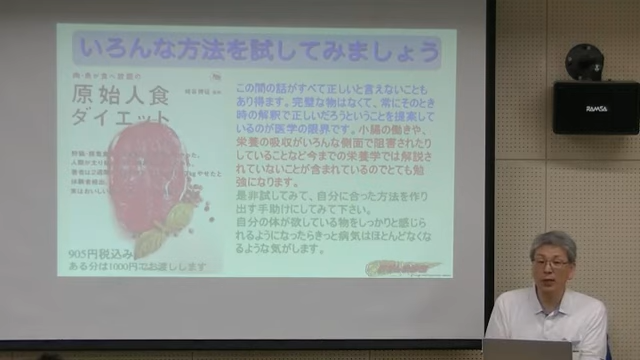 いろんな方法を試してみましょう
肉・魚が食べ放題の
原始人食
ダイエット
この間の話がすべて正しいと言えないことも
あり得ます。完璧な物はなくて、常にそのとき
時の解釈で正しいだろうということを提案して
いるのが医学の限界です。小腸の働きや、
栄養の吸収がいろんな側面で阻害されたり
していることなど今までの栄養学では解説さ
れていないことが含まれているのでとても勉
強になります。
是非試してみて、自分に合った方法を作り出
す手助けにしてみて下さい。
自分の体が欲している物をしっかりと感じら
れるようになったらきっと病気はほとんどなくな
るような気がします。
905円税込み
ある分は1000円でお渡しします
RAMSA